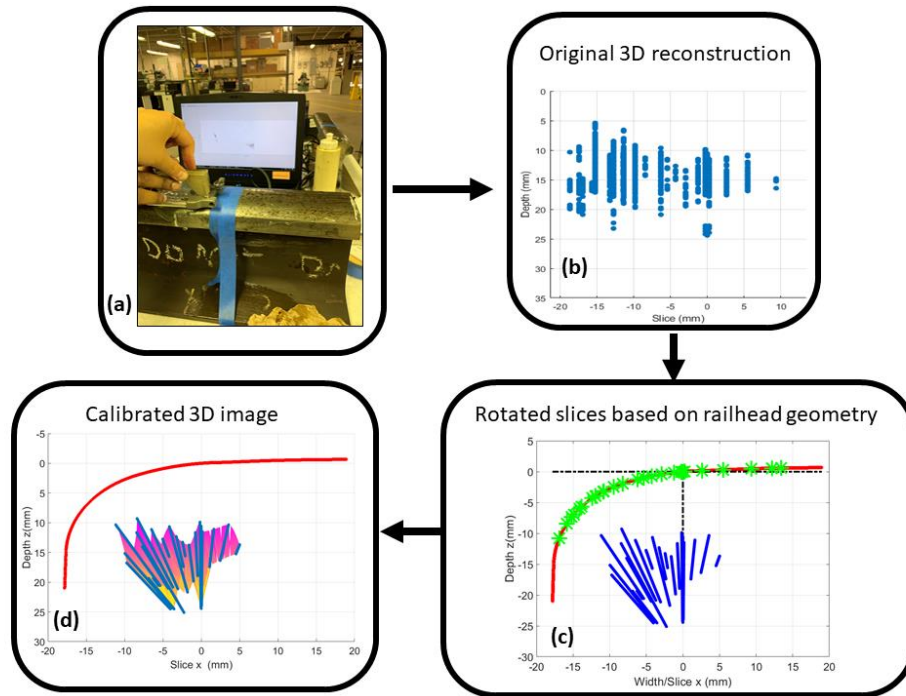 (a)
DD M - D
Original 3D reconstruction
0
5
10
15
20
25
30
35
Depth (mm)
-20 -15 -10 -5 0 5 10
Slice (mm)
(b)
Calibrated 3D image
-5
0
5
10
15
20
25
30
Depth z(mm)
-20 -15 -10 -5 0 5 10 15 20
Slice x (mm)
(d)
Rotated slices based on railhead geometry
5
0
-5
-10
-15
-20
-25
-30
Depth z(mm)
-20 -15 -10 -5 0 5 10 15 20
Width/Slice x (mm)
(c)